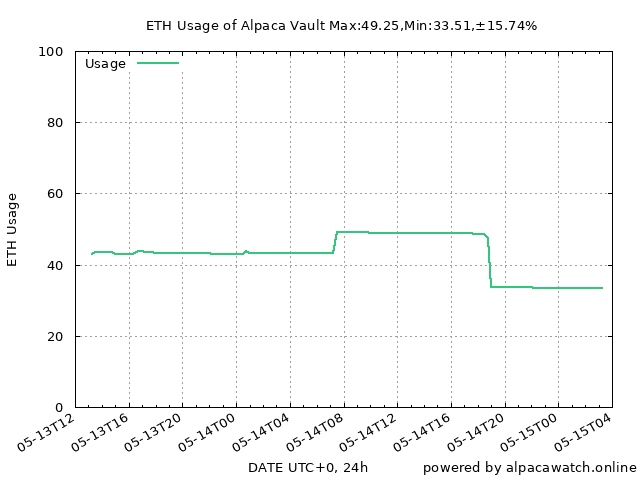 ETH Usage of Alpaca Vault Max:49.25,Min:33.51,±15.74%
100
Usage
80
60
ETH Usage
40
20
0
05-13T12 05-13T16 05-13T20 05-14T00 05-14T04 05-14T08 05-14T12 05-14T16 05-14T20 05-15T00 05-15T04
DATE UTC+0, 24h
powered by alpacawatch.online